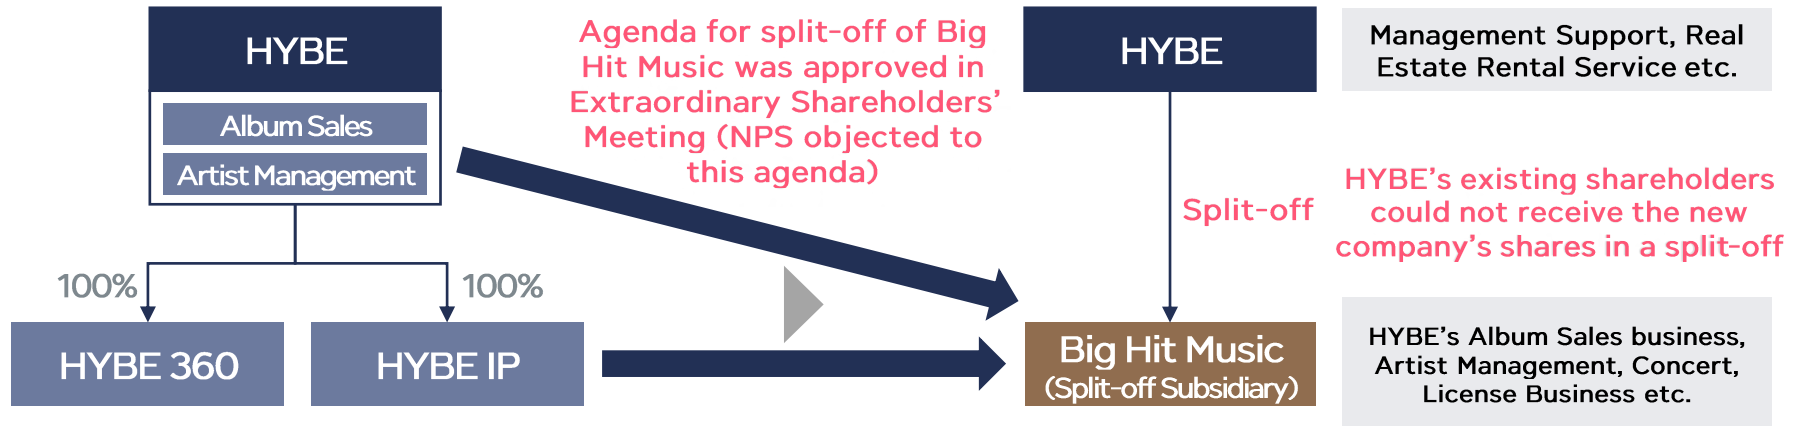 HYBE
Album Sales
Artist Management
100%
100%
HYBE 360
HYBE IP
Agenda for split-off of Big
Hit Music was approved in
Extraordinary Shareholders’
Meeting (NPS objected to
this agenda)
HYBE
Split-off
Big Hit Music
(Split-off Subsidiary)
Management Support, Real
Estate Rental Service etc.
HYBE’s existing shareholders
could not receive the new
company’s shares in a split-off
HYBE’s Album Sales business,
Artist Management, Concert,
License Business etc.